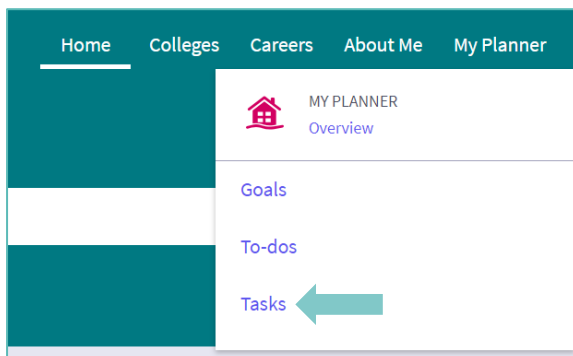 Home Colleges Careers About Me My Planner
MY PLANNER
Overview
Goals
To-dos
Tasks